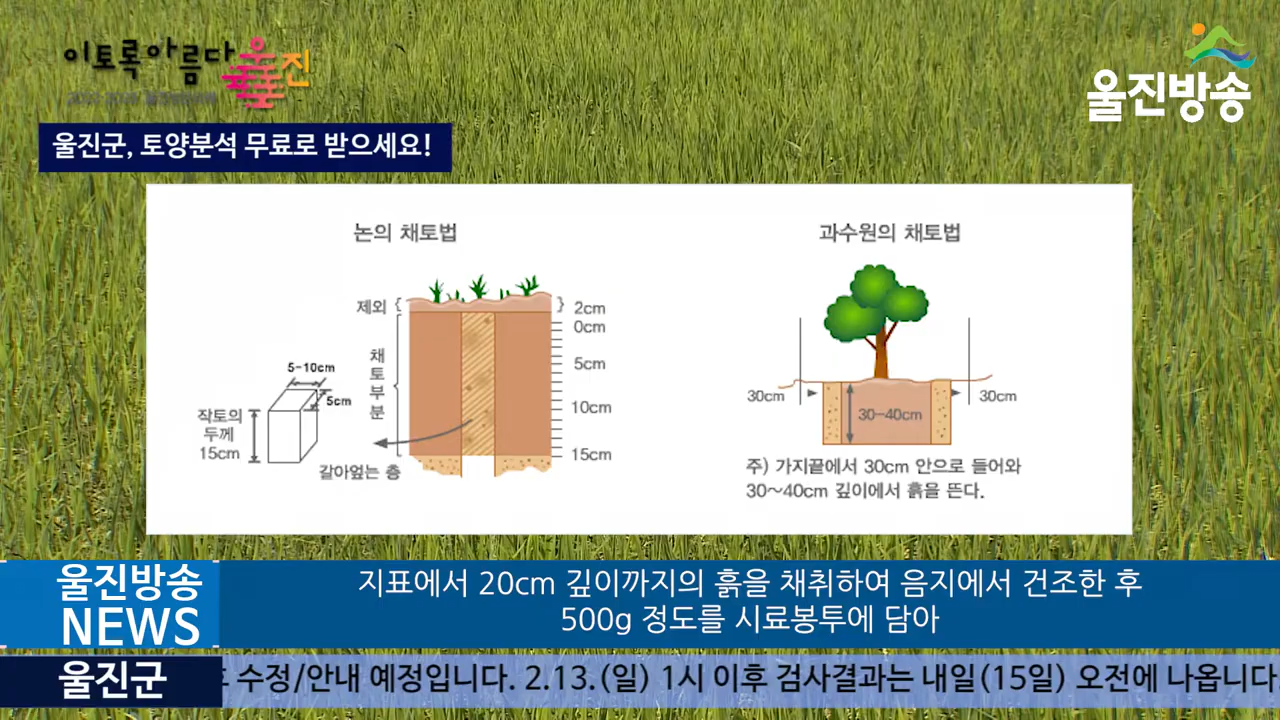 이토록 아름다운 울진
울진방송
울진군, 토양분석 무료로 받으세요!
논의 채토법
제외
2cm
0cm
5cm
10cm
15cm
채토부분
5-10cm
5cm
작토의
두께
15cm
갈아엎는 층
과수원의 채토법
30cm
30cm
30-40cm
주) 가지끝에서 30cm 안으로 들어와
30~40cm 깊이에서 흙을 뜬다.
울진방송
NEWS
지표에서 20cm 깊이까지의 흙을 채취하여 음지에서 건조한 후
500g 정도를 시료봉투에 담아
울진군
수정/안내 예정입니다. 2.13.(일) 1시 이후 검사결과는 내일(15일) 오전에 나옵니다